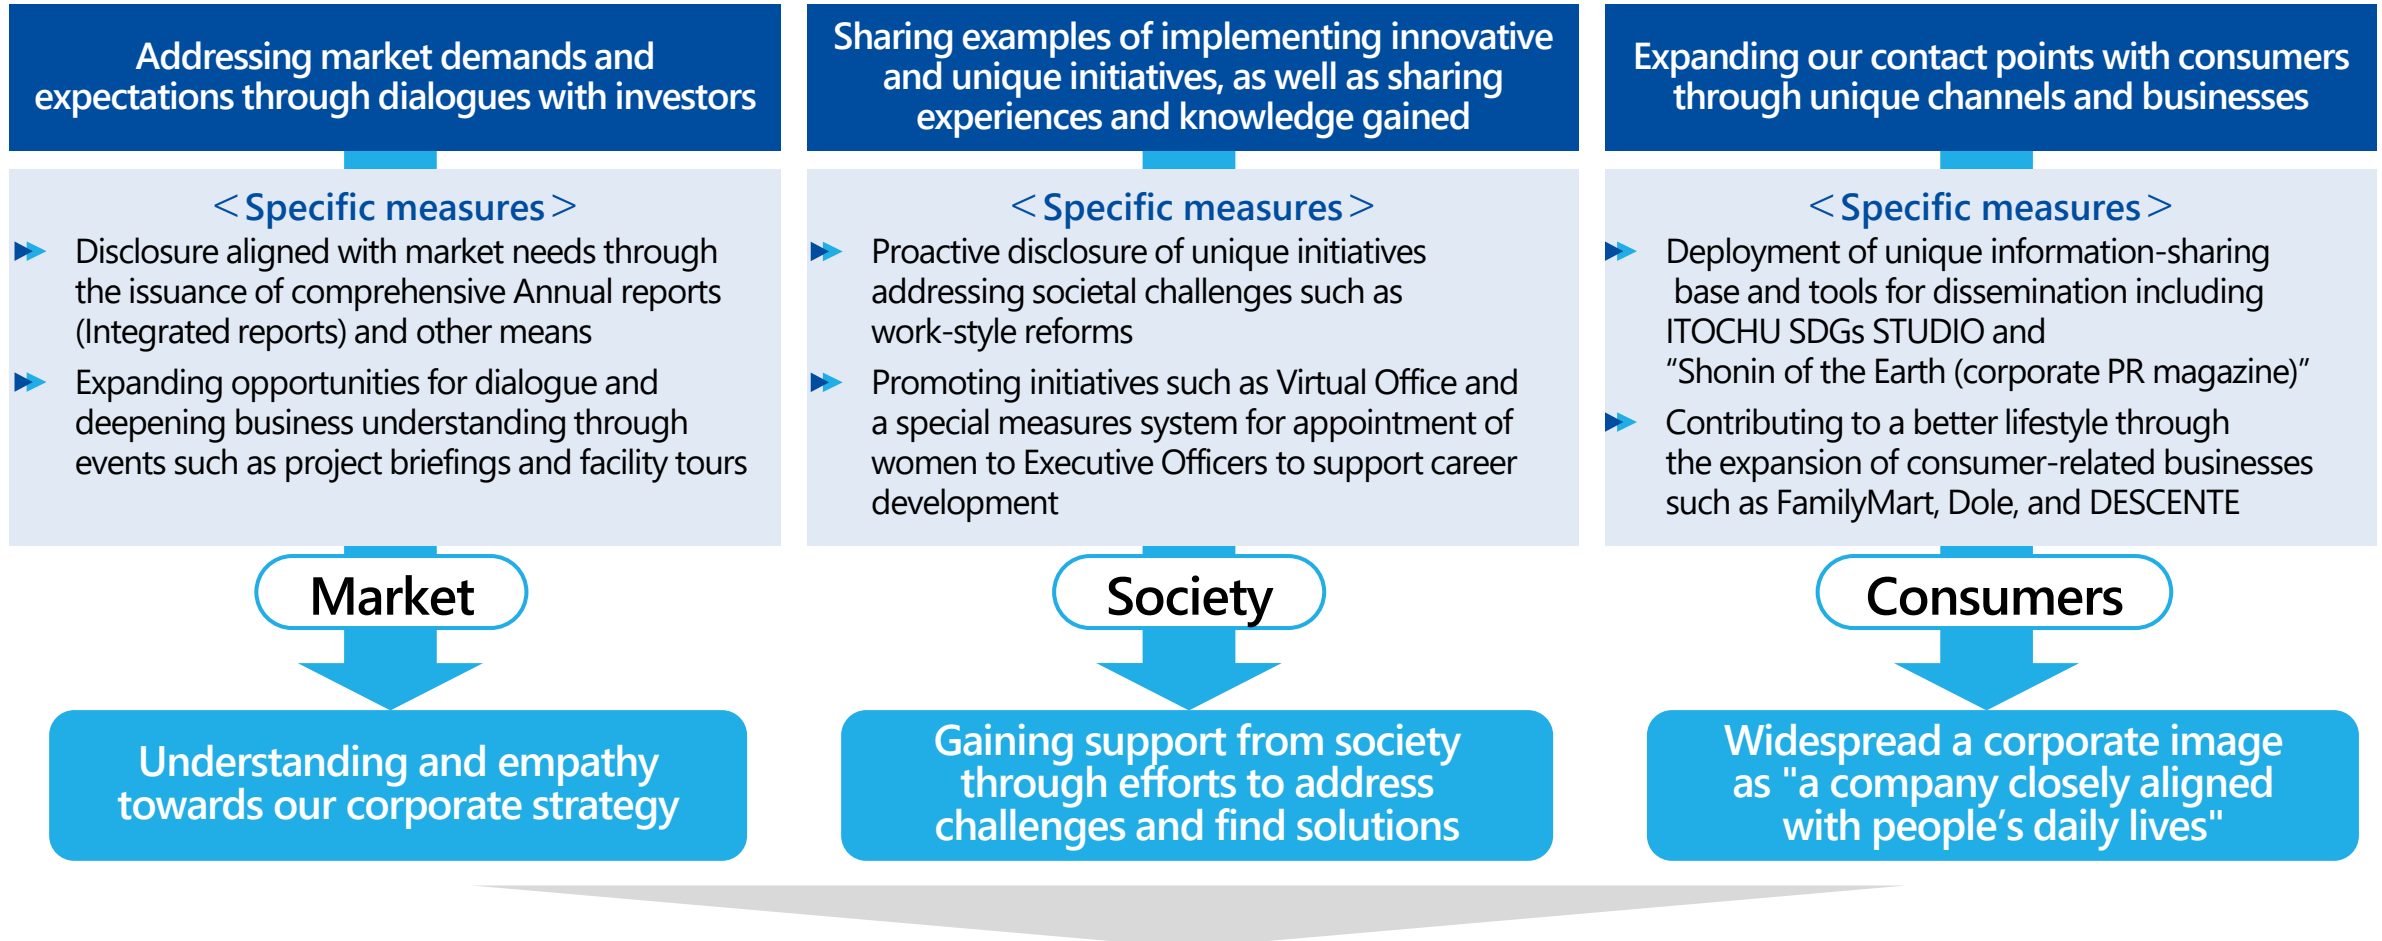 Addressing market demands and
expectations through dialogues with investors
<Specific measures>
Disclosure aligned with market needs through
the issuance of comprehensive Annual reports
(Integrated reports) and other means
Expanding opportunities for dialogue and
deepening business understanding through
events such as project briefings and facility tours
Market
Understanding and empathy
towards our corporate strategy
Sharing examples of implementing innovative
and unique initiatives, as well as sharing
experiences and knowledge gained
<Specific measures>
Proactive disclosure of unique initiatives
addressing societal challenges such as
work-style reforms
Promoting initiatives such as Virtual Office and
a special measures system for appointment of
women to Executive Officers to support career
development
Society
Gaining support from society
through efforts to address
challenges and find solutions
Expanding our contact points with consumers
through unique channels and businesses
<Specific measures>
Deployment of unique information-sharing
base and tools for dissemination including
ITOCHU SDGs STUDIO and
“Shonin of the Earth (corporate PR magazine)”
Contributing to a better lifestyle through
the expansion of consumer-related businesses
such as FamilyMart, Dole, and DESCENTE
Consumers
Widespread a corporate image
as "a company closely aligned
with people’s daily lives"